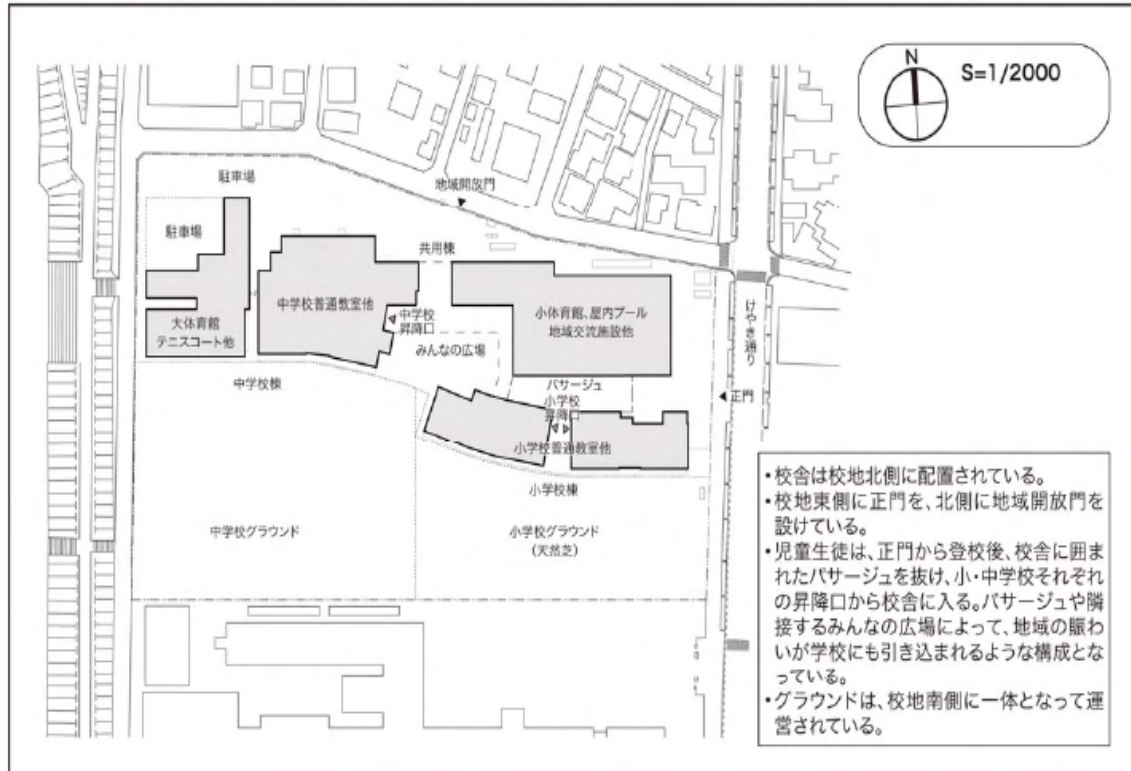 N
S=1/2000
駐車場
地域開放門
駐車場
共用棟
中学校普通教室他
中学校
昇降口
小体育館、屋内プール
地域交流施設他
けやき通り
大体育館
テニスコート他
みんなの広場
中学校棟
パサージュ
小学校
昇降口
正門
小学校普通教室他
小学校棟
中学校グラウンド
小学校グラウンド
(天然芝)
・校舎は校地北側に配置されている。
・校地東側に正門を、北側に地域開放門を
設けている。
・児童生徒は、正門から登校後、校舎に囲ま
れたパサージュを抜け、小・中学校それぞれ
の昇降口から校舎に入る。パサージュや隣
接するみんなの広場によって、地域の賑わ
いが学校にも引き込まれるような構成とな
っている。
・グラウンドは、校地南側に一体となって運
営されている。